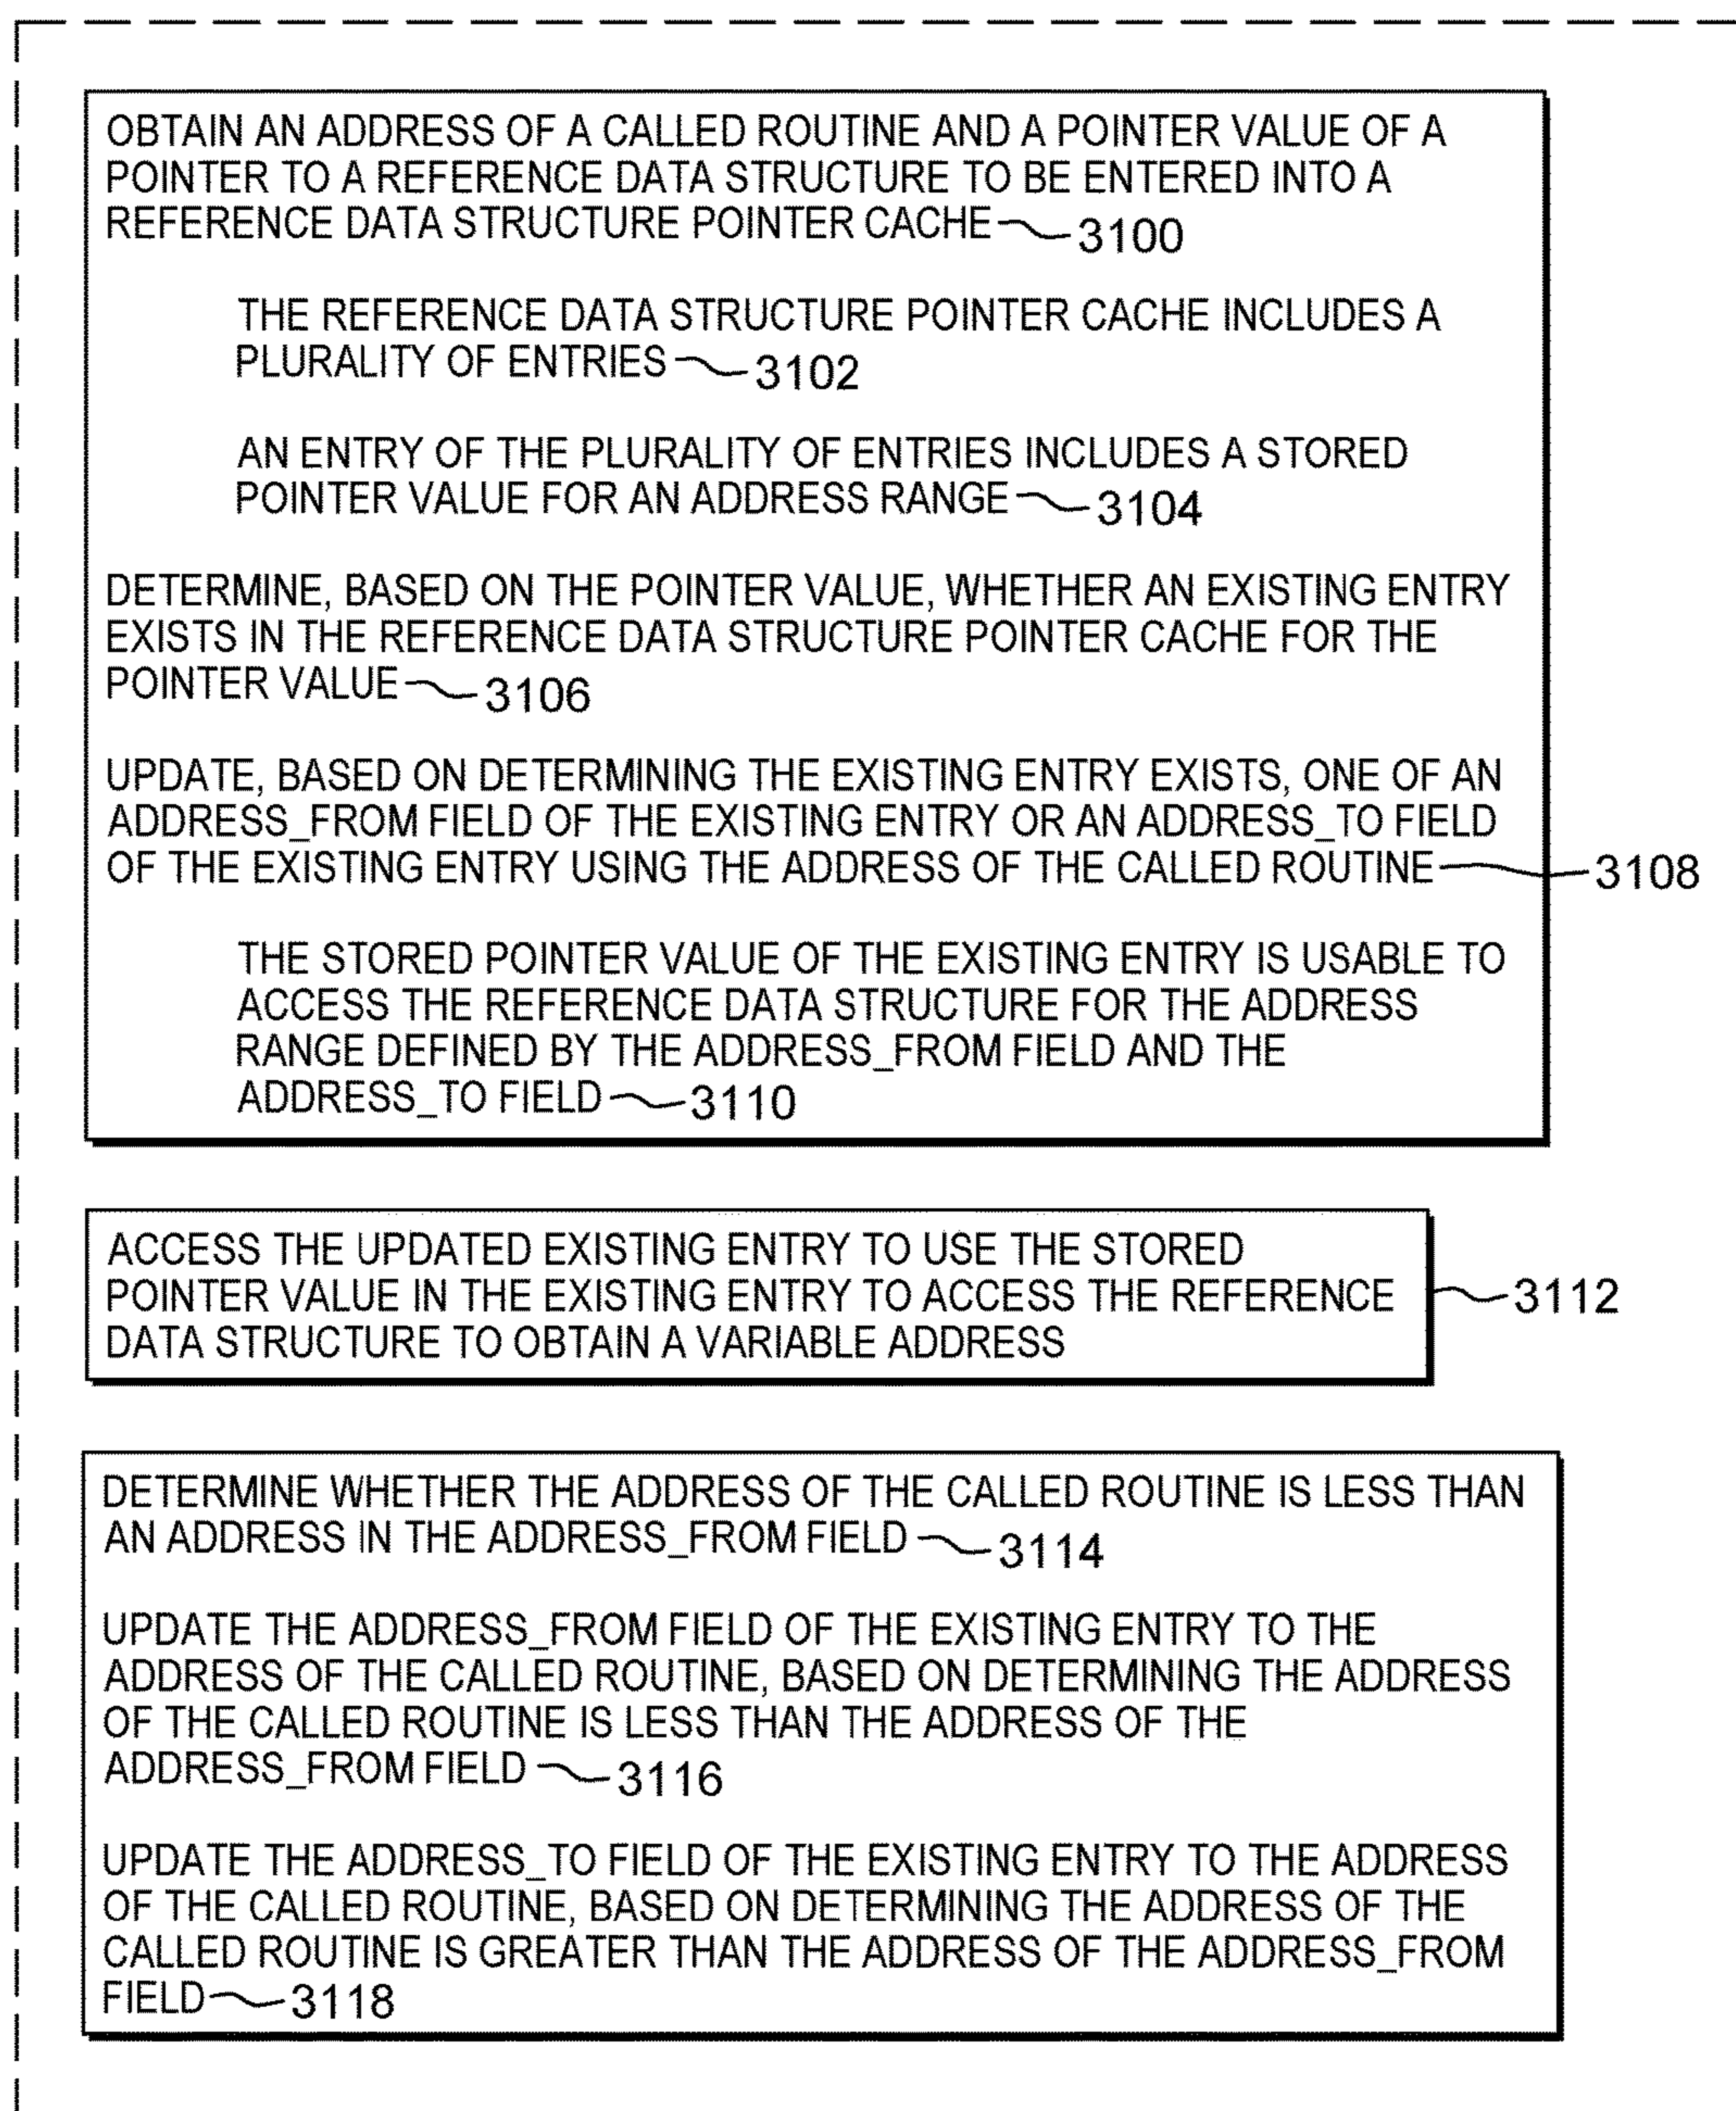 OBTAIN AN ADDRESS OF A CALLED ROUTINE AND A POINTER VALUE OF A
POINTER TO A REFERENCE DATA STRUCTURE TO BE ENTERED INTO A
REFERENCE DATA STRUCTURE POINTER CACHE 3100
THE REFERENCE DATA STRUCTURE POINTER CACHE INCLUDES A
PLURALITY OF ENTRIES 3102
AN ENTRY OF THE PLURALITY OF ENTRIES INCLUDES A STORED
POINTER VALUE FOR AN ADDRESS RANGE 3104
DETERMINE, BASED ON THE POINTER VALUE, WHETHER AN EXISTING ENTRY
EXISTS IN THE REFERENCE DATA STRUCTURE POINTER CACHE FOR THE
POINTER VALUE 3106
UPDATE, BASED ON DETERMINING THE EXISTING ENTRY EXISTS, ONE OF AN
ADDRESS_FROM FIELD OF THE EXISTING ENTRY OR AN ADDRESS_TO FIELD
OF THE EXISTING ENTRY USING THE ADDRESS OF THE CALLED ROUTINE 3108
THE STORED POINTER VALUE OF THE EXISTING ENTRY IS USABLE TO
ACCESS THE REFERENCE DATA STRUCTURE FOR THE ADDRESS
RANGE DEFINED BY THE ADDRESS_FROM FIELD AND THE
ADDRESS_TO FIELD 3110
ACCESS THE UPDATED EXISTING ENTRY TO USE THE STORED
POINTER VALUE IN THE EXISTING ENTRY TO ACCESS THE REFERENCE 3112
DATA STRUCTURE TO OBTAIN A VARIABLE ADDRESS
DETERMINE WHETHER THE ADDRESS OF THE CALLED ROUTINE IS LESS THAN
AN ADDRESS IN THE ADDRESS_FROM FIELD 3114
UPDATE THE ADDRESS_FROM FIELD OF THE EXISTING ENTRY TO THE
ADDRESS OF THE CALLED ROUTINE, BASED ON DETERMINING THE ADDRESS
OF THE CALLED ROUTINE IS LESS THAN THE ADDRESS OF THE
ADDRESS_FROM FIELD 3116
UPDATE THE ADDRESS_TO FIELD OF THE EXISTING ENTRY TO THE ADDRESS
OF THE CALLED ROUTINE, BASED ON DETERMINING THE ADDRESS OF THE
CALLED ROUTINE IS GREATER THAN THE ADDRESS OF THE ADDRESS_FROM
FIELD 3118